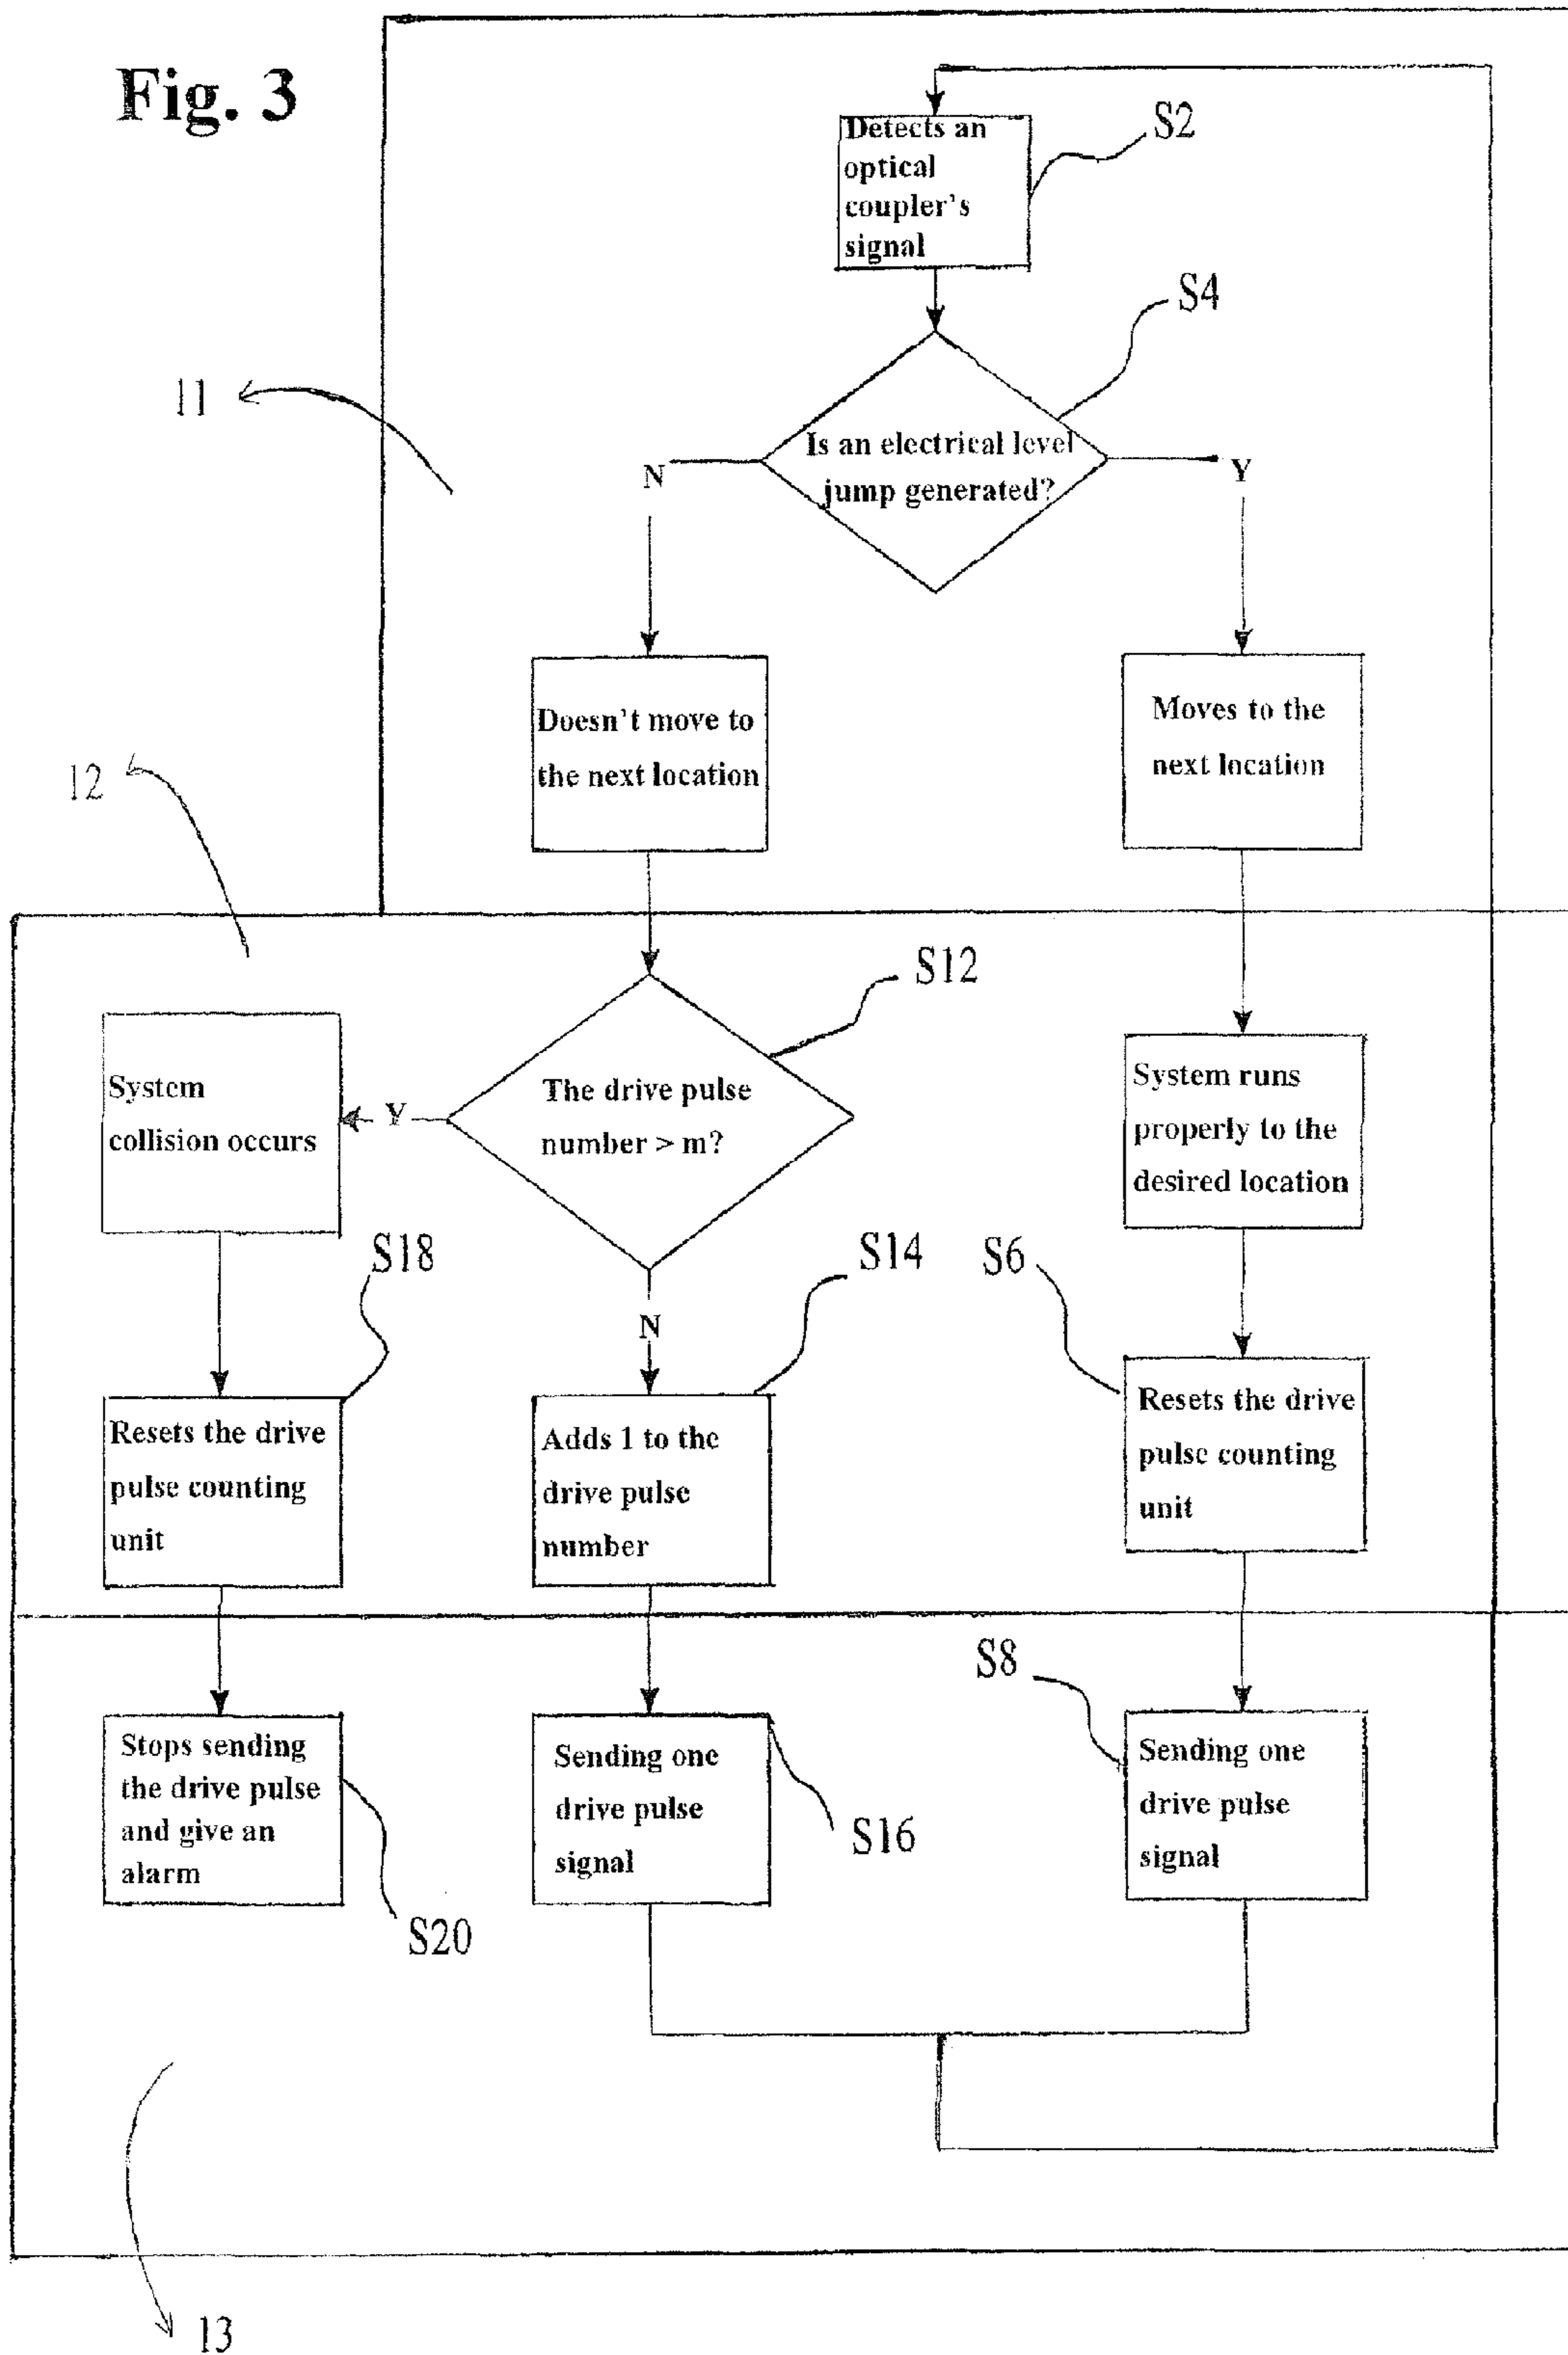 Fig. 3
Detects an
optical
coupler's
signal
S2
S4
11
Is an electrical level
jump generated?
N
Y
Doesn't move to
the next location
Moves to the
next location
12
S12
System
collision occurs
Y
The drive pulse
number > m?
System runs
properly to the
desired location
S18
N
S14
S6
Resets the drive
pulse counting
unit
Adds 1 to the
drive pulse
number
Resets the drive
pulse counting
unit
S8
Stops sending
the drive pulse
and give an
alarm
S20
Sending one
drive pulse
signal
S16
Sending one
drive pulse
signal
13